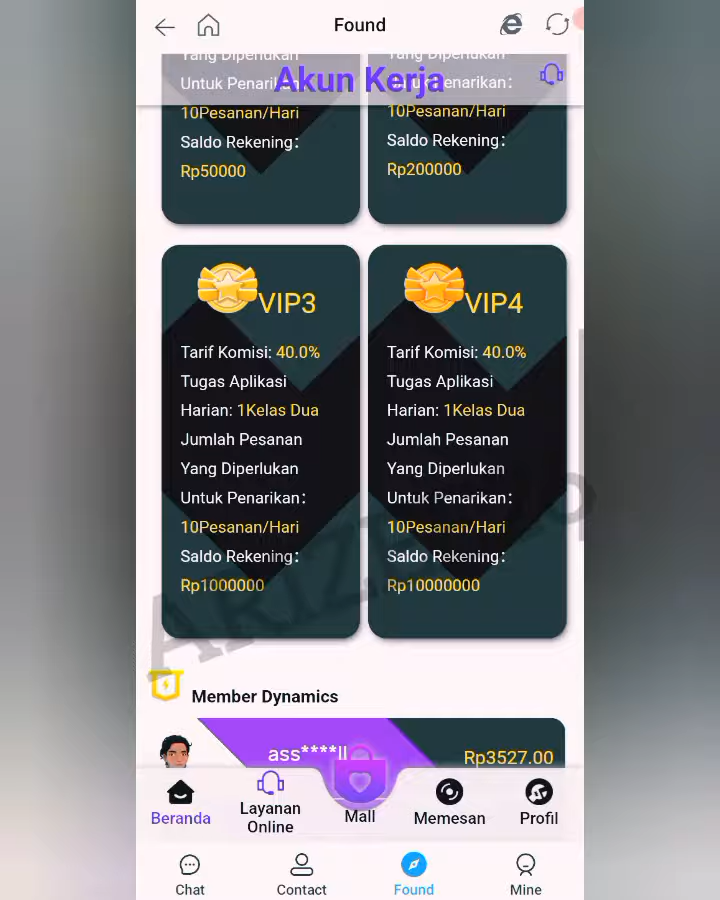 Found
Akun Kerja
Yang Diperlukan
Untuk Penarikan:
10Pesanan/Hari
Saldo Rekening:
Rp50000
Yang Diperlukan
Untuk Penarikan:
10Pesanan/Hari
Saldo Rekening:
Rp200000
VIP3
Tarif Komisi: 40.0%
Tugas Aplikasi
Harian: 1Kelas Dua
Jumlah Pesanan
Yang Diperlukan
Untuk Penarikan:
10Pesanan/Hari
Saldo Rekening:
Rp1000000
VIP4
Tarif Komisi: 40.0%
Tugas Aplikasi
Harian: 1Kelas Dua
Jumlah Pesanan
Yang Diperlukan
Untuk Penarikan:
10Pesanan/Hari
Saldo Rekening:
Rp10000000
Member Dynamics
ass****ll
Rp3527.00
Beranda
Layanan
Online
Mall
Memesan
Profil
Chat
Contact
Found
Mine